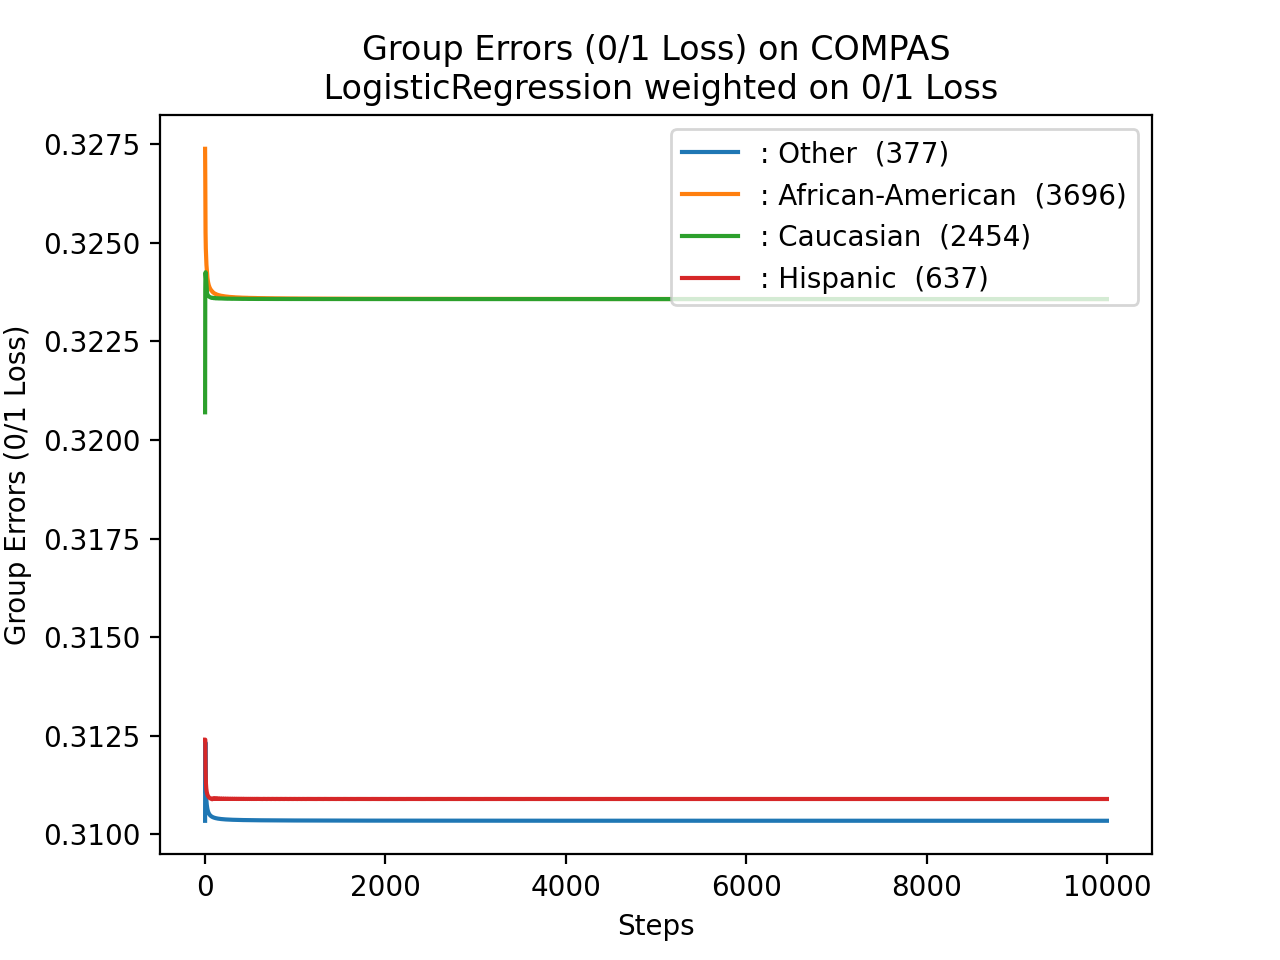 Group Errors (0/1 Loss) on COMPAS
LogisticRegression weighted on 0/1 Loss
Group Errors (0/1 Loss)
0.3275
0.3250
0.3225
0.3200
0.3175
0.3150
0.3125
0.3100
: Other (377)
: African-American (3696)
: Caucasian (2454)
: Hispanic (637)
0 2000 4000 6000 8000 10000
Steps